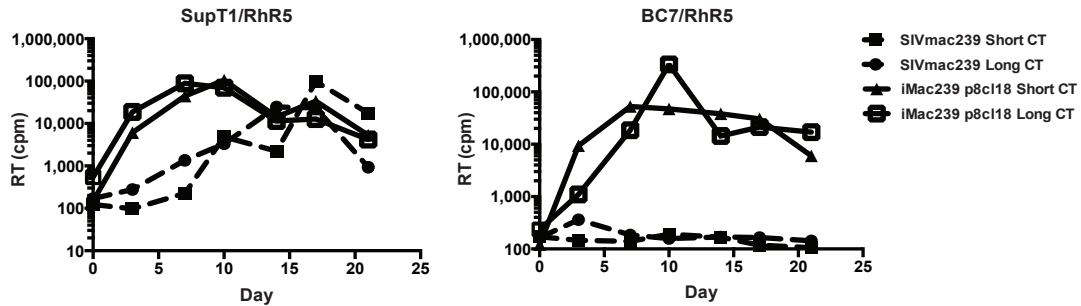 SupT1/RhR5
1,000,000
100,000
10,000
1,000
100
10
RT (cpm)
0
5
10
15
20
25
Day
BC7/RhR5
1,000,000
100,000
10,000
1,000
100
RT (cpm)
0
5
10
15
20
25
Day
SIVmac239 Short CT
SIVmac239 Long CT
iMac239 p8cl18 Short CT
iMac239 p8cl18 Long CT